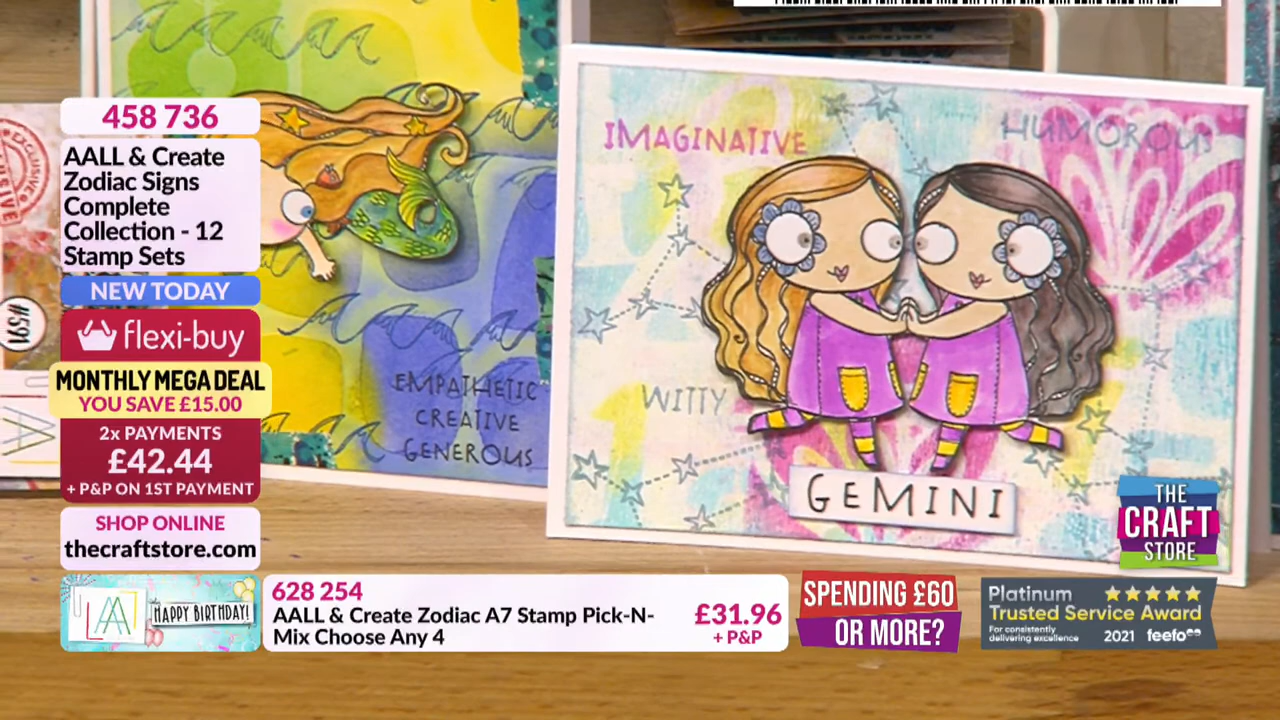 458 736
AALL & Create
Zodiac Signs
Complete
Collection - 12
Stamp Sets
NEW TODAY
flexi-buy
MONTHLY MEGA DEAL
YOU SAVE £15.00
2x PAYMENTS
£42.44
+ P&P ON 1ST PAYMENT
SHOP ONLINE
thecraftstore.com
EXCLUSIVE
#591
EMPATHETIC
CREATIVE
GENEROUS
IMAGINATIVE
HUMOROUS
WITTY
GEMINI
THE
CRAFT
STORE
HAPPY BIRTHDAY!
628 254
AALL & Create Zodiac A7 Stamp Pick-N-
Mix Choose Any 4
£31.96
+ P&P
SPENDING £60
OR MORE?
Platinum
Trusted Service Award
For consistently
delivering excellence
2021 feefo